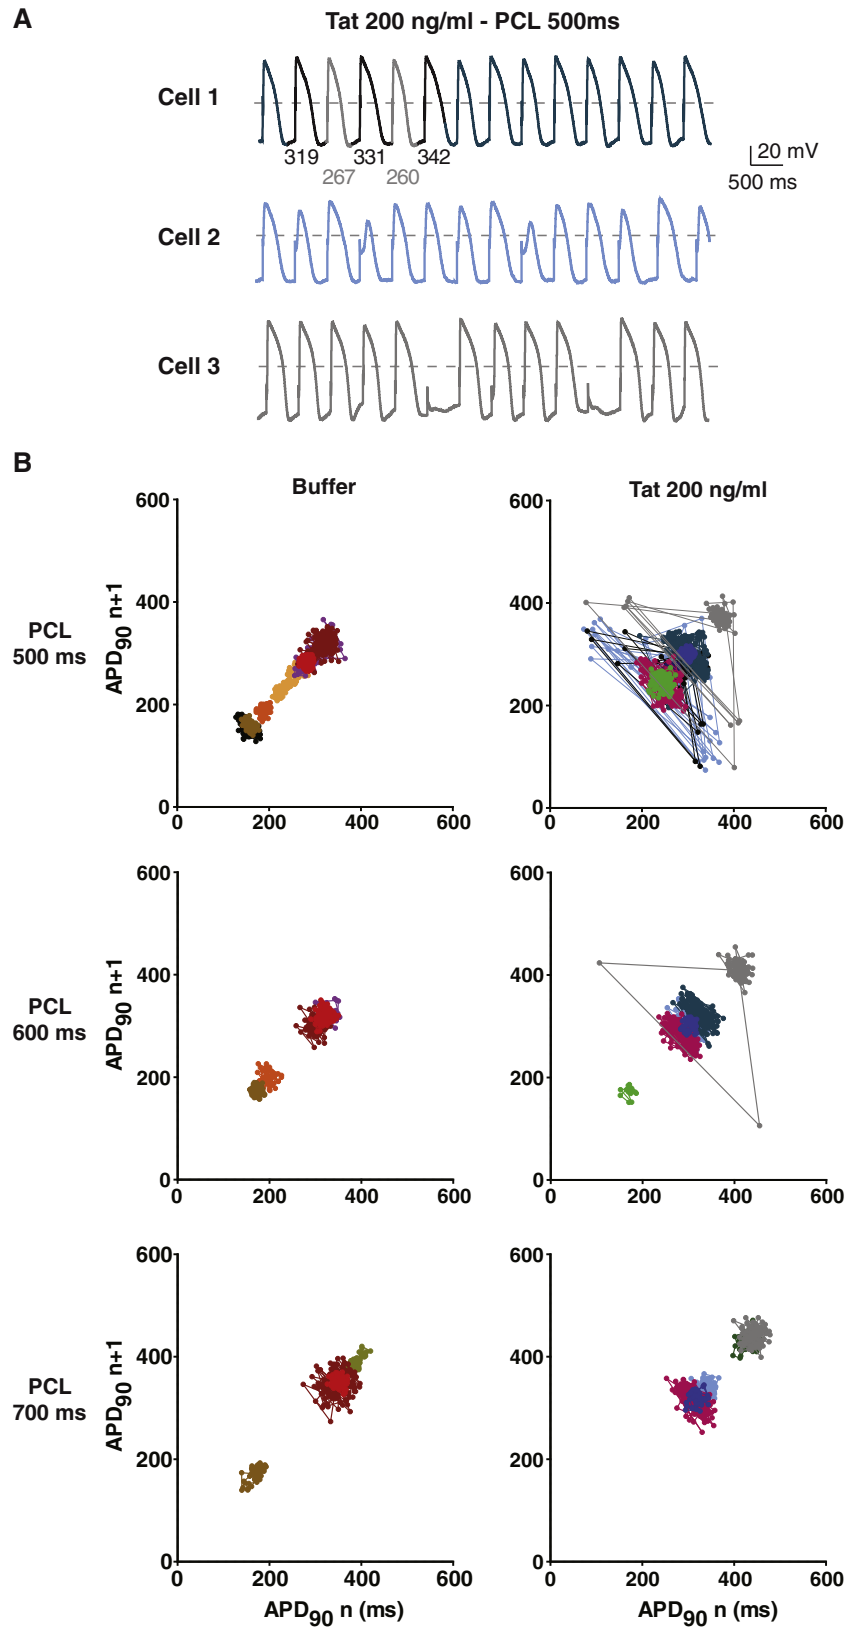 A
Tat 200 ng/ml - PCL 500ms
Cell 1
319 331 342
267 260
20 mV
500 ms
Cell 2
Cell 3
B
Buffer
Tat 200 ng/ml
PCL
500 ms
APD90 n+1
600
400
200
0
0 200 400 600
600
400
200
0
0 200 400 600
PCL
600 ms
APD90 n+1
600
400
200
0
0 200 400 600
600
400
200
0
0 200 400 600
PCL
700 ms
APD90 n+1
600
400
200
0
0 200 400 600
APD90 n (ms)
600
400
200
0
0 200 400 600
APD90 n (ms)